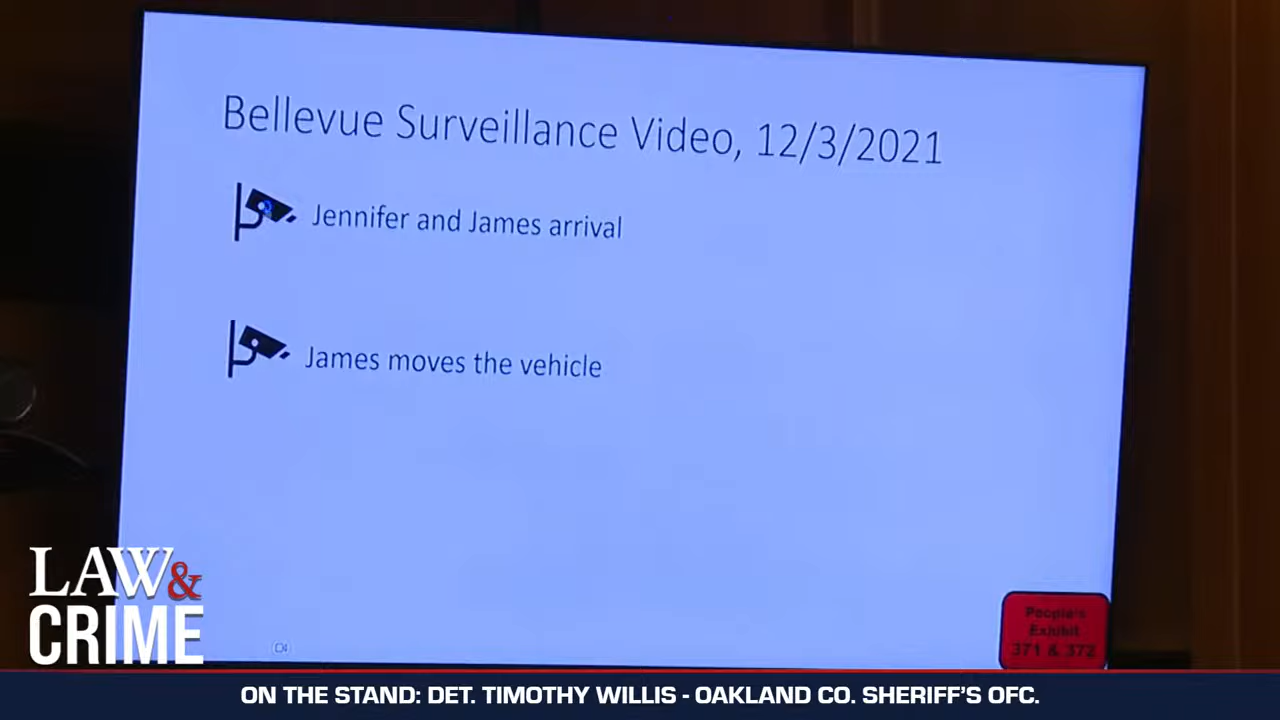 Bellevue Surveillance Video, 12/3/2021
Jennifer and James arrival
James moves the vehicle
People's
Exhibit
371 & 372
LAW&
CRIME
ON THE STAND: DET. TIMOTHY WILLIS - OAKLAND CO. SHERIFF'S OFC.